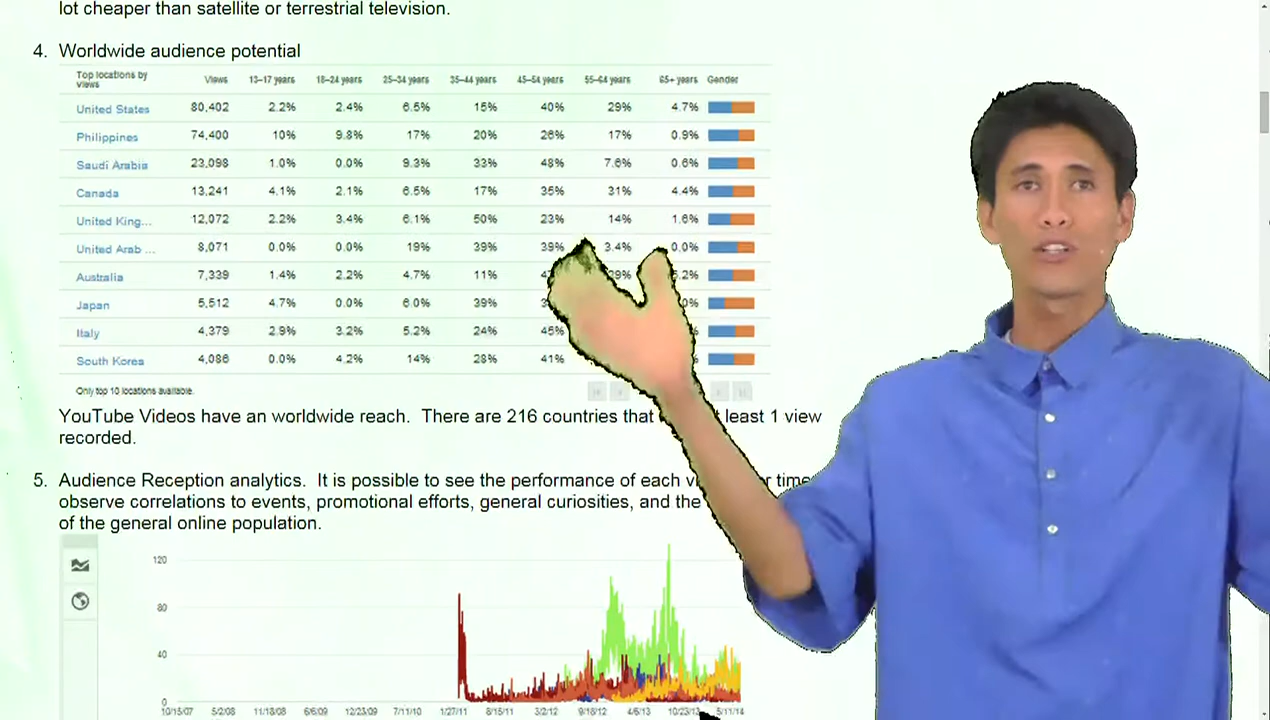 lot cheaper than satellite or terrestrial television.
4. Worldwide audience potential
Top locations by views Views 13–17 years 18–24 years 25–34 years 35–44 years 45–54 years 55–64 years 65+ years Gender
United States 80,402 2.2% 2.4% 6.5% 15% 40% 29% 4.7%
Philippines 74,400 10% 9.8% 17% 20% 26% 17% 0.9%
Saudi Arabia 23,098 1.0% 0.0% 9.3% 33% 48% 7.6% 0.6%
Canada 13,241 4.1% 2.1% 6.5% 17% 35% 31% 4.4%
United King... 12,072 2.2% 3.4% 6.1% 50% 23% 14% 1.6%
United Arab ... 8,071 0.0% 0.0% 19% 39% 39% 3.4% 0.0%
Australia 7,339 1.4% 2.2% 4.7% 11%
Japan 5,512 4.7% 0.0% 6.0% 39%
Italy 4,379 2.9% 3.2% 5.2% 24% 45%
South Korea 4,086 0.0% 4.2% 14% 28% 41%
Only top 10 locations available.
YouTube Videos have an worldwide reach. There are 216 countries that least 1 view
recorded.
5. Audience Reception analytics. It is possible to see the performance of each time
observe correlations to events, promotional efforts, general curiosities, and the
of the general online population.
120
80
40
0
10/15/07 5/2/08 11/18/08 6/6/09 12/23/09 7/11/10 1/27/11 8/15/11 3/2/12 9/18/12 4/6/13 10/23/13 5/11/14